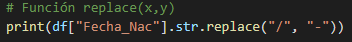 # Función replace(x,y)
print(df["Fecha_Nac"].str.replace("/", "-"))